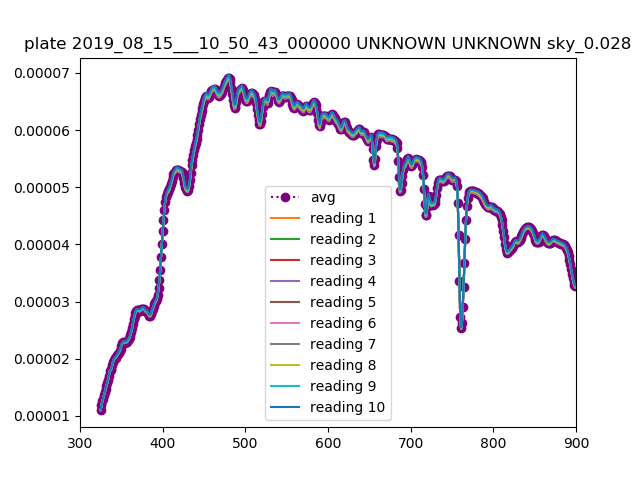 plate 2019_08_15___10_50_43_000000 UNKNOWN UNKNOWN sky_0.028
0.00007
0.00006
0.00005
0.00004
0.00003
0.00002
0.00001
avg
reading 1
reading 2
reading 3
reading 4
reading 5
reading 6
reading 7
reading 8
reading 9
reading 10
300 400 500 600 700 800 900